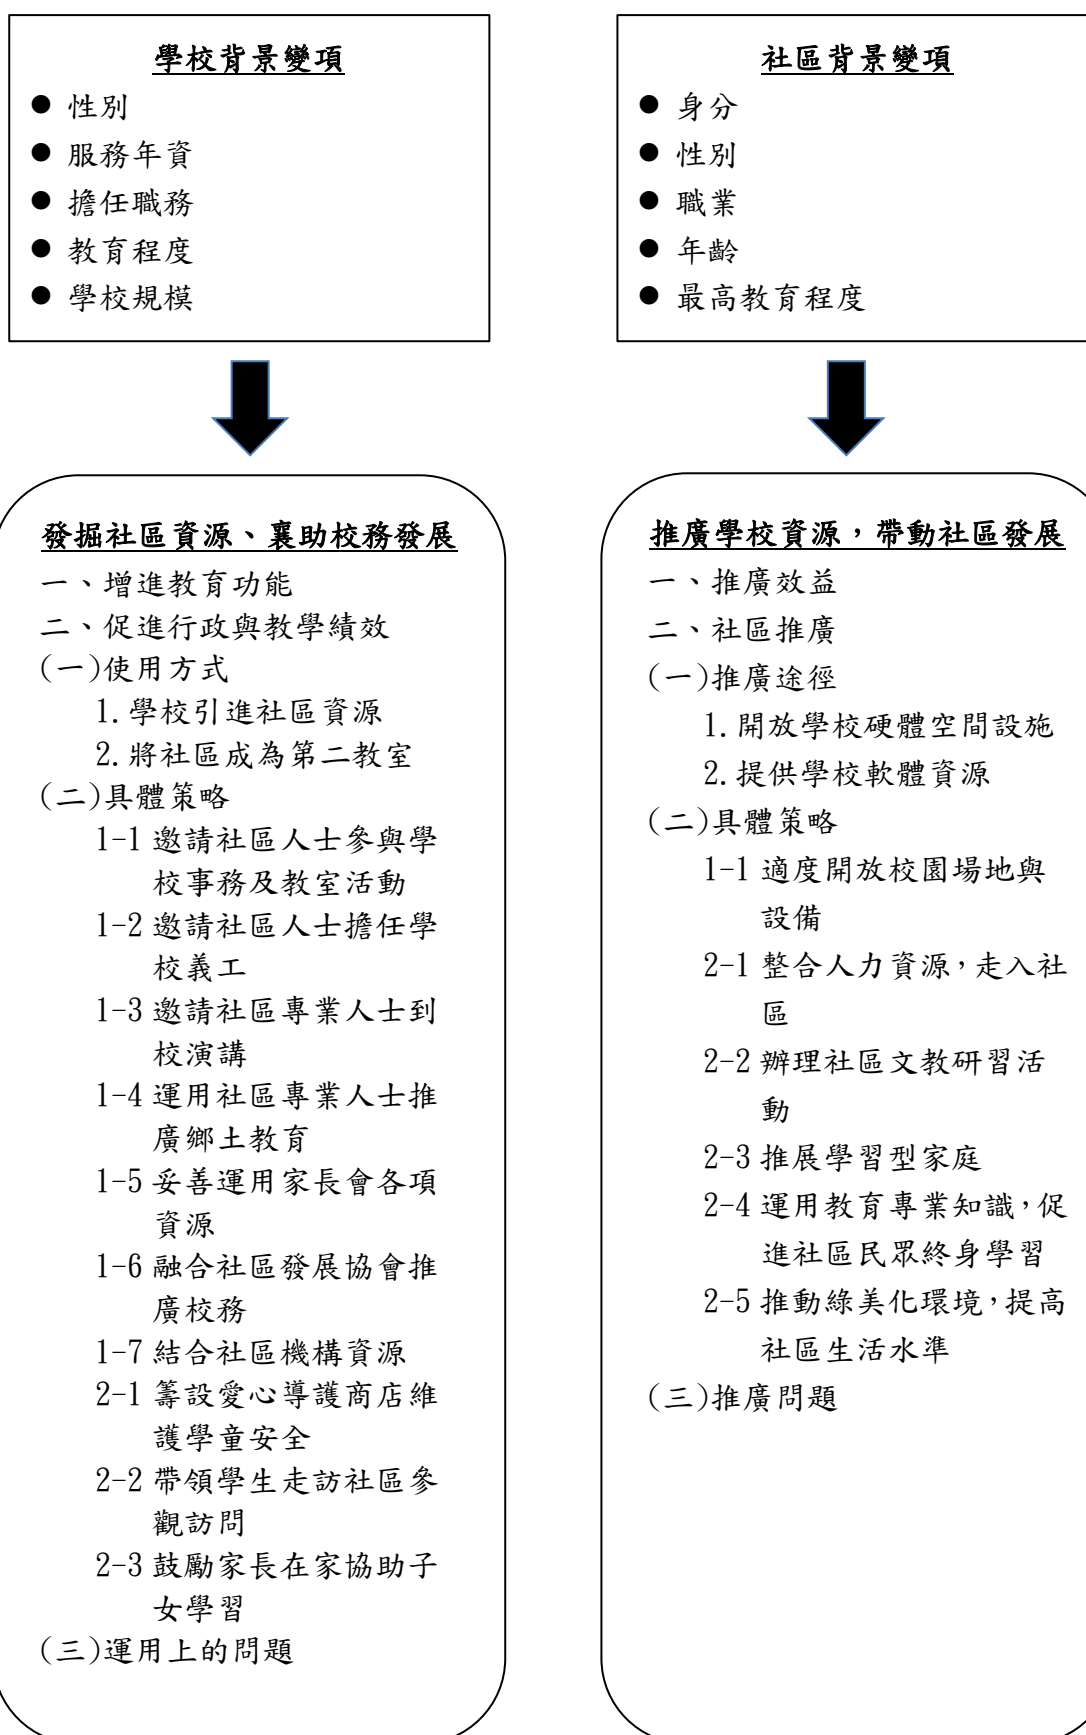 學校背景變項
● 性別
● 服務年資
● 擔任職務
● 教育程度
● 學校規模
社區背景變項
● 身分
● 性別
● 職業
● 年齡
● 最高教育程度
發掘社區資源、襄助校務發展
一、增進教育功能
二、促進行政與教學績效
(一)使用方式
1.學校引進社區資源
2.將社區成為第二教室
(二)具體策略
1-1 邀請社區人士參與學
校事務及教室活動
1-2 邀請社區人士擔任學
校義工
1-3 邀請社區專業人士到
校演講
1-4 運用社區專業人士推
廣鄉土教育
1-5 妥善運用家長會各項
資源
1-6 融合社區發展協會推
廣校務
1-7 結合社區機構資源
2-1 籌設愛心導護商店維
護學童安全
2-2 帶領學生走訪社區參
觀訪問
2-3 鼓勵家長在家協助子
女學習
(三)運用上的問題
推廣學校資源，帶動社區發展
一、推廣效益
二、社區推廣
(一)推廣途徑
1.開放學校硬體空間設施
2.提供學校軟體資源
(二)具體策略
1-1 適度開放校園場地與
設備
2-1 整合人力資源，走入社
區
2-2 辦理社區文教研習活
動
2-3 推展學習型家庭
2-4 運用教育專業知識，促
進社區民眾終身學習
2-5 推動綠美化環境，提高
社區生活水準
(三)推廣問題